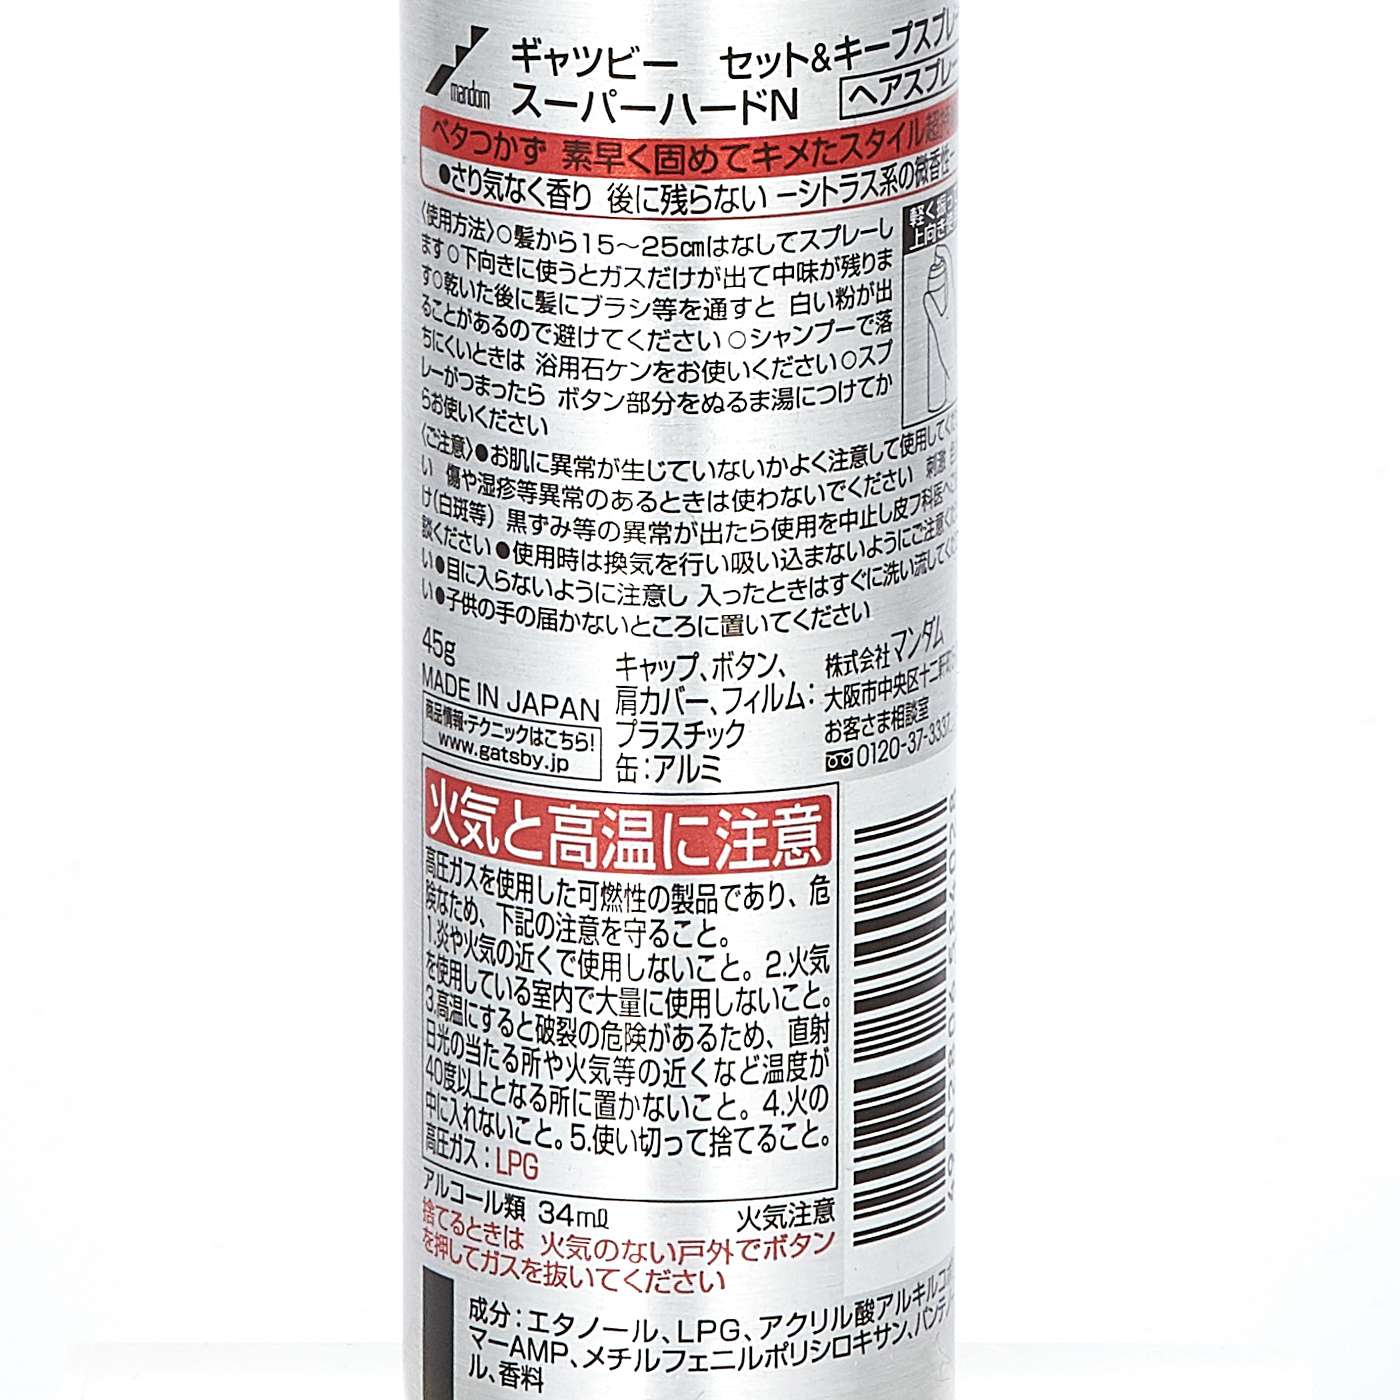 mandom
ギャツビー セット&キープスプレー
スーパーハードN ヘアスプレー
ベタつかず 素早く固めてキメたスタイル超
●さり気なく香り 後に残らない ーシトラス系の微香性ー
軽く
上向き
〈使用方法〉○髪から15〜25cmはなしてスプレーし
ます○下向きに使うとガスだけが出て中味が残りま
す○乾いた後に髪にブラシ等を通すと 白い粉が出
ることがあるので避けてください○シャンプーで落
ちにくいときは 浴用石ケンをお使いください○スプ
レーがつまったら ボタン部分をぬるま湯につけてか
らお使いください
〈ご注意〉●お肌に異常が生じていないかよく注意して使用してくださ
い 傷や湿疹等異常のあるときは使わないでください 刺激 色
け(白斑等) 黒ずみ等の異常が出たら使用を中止し皮フ科医へご
談ください●使用時は換気を行い吸い込まないようにご注意くだ
い●目に入らないように注意し 入ったときはすぐに洗い流してくだ
い●子供の手の届かないところに置いてください
45g
MADE IN JAPAN
商品情報・テクニックはこちら!
www.gatsby.jp
キャップ、ボタン、
肩カバー、フィルム:
プラスチック
缶:アルミ
株式会社マンダム
大阪市中央区十二軒町
お客さま相談室
0120-37-3337
火気と高温に注意
高圧ガスを使用した可燃性の製品であり、危
険なため、下記の注意を守ること。
1.炎や火気の近くで使用しないこと。2.火気
を使用している室内で大量に使用しないこと。
3.高温にすると破裂の危険があるため、直射
日光の当たる所や火気等の近くなど温度が
40度以上となる所に置かないこと。4.火の
中に入れないこと。5.使い切って捨てること。
高圧ガス:LPG
アルコール類 34mℓ 火気注意
捨てるときは 火気のない戸外でボタン
を押してガスを抜いてください
成分:エタノール、LPG、アクリル酸アルキルコポリ
マーAMP、メチルフェニルポリシロキサン、パンテノー
ル、香料